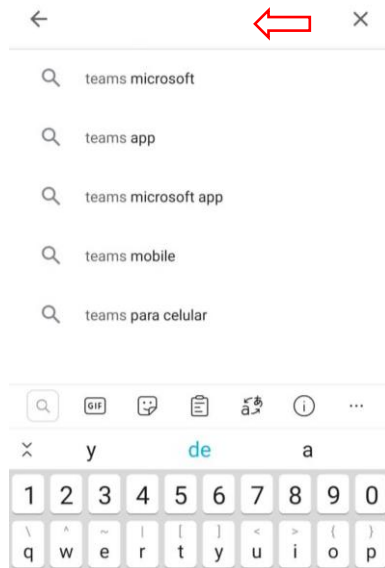 teams microsoft
teams app
teams microsoft app
teams mobile
teams para celular
GIF
y de a
1 2 3 4 5 6 7 8 9 0
\ ^ ~ | [ ] < > { }
q w e r t y u i o p